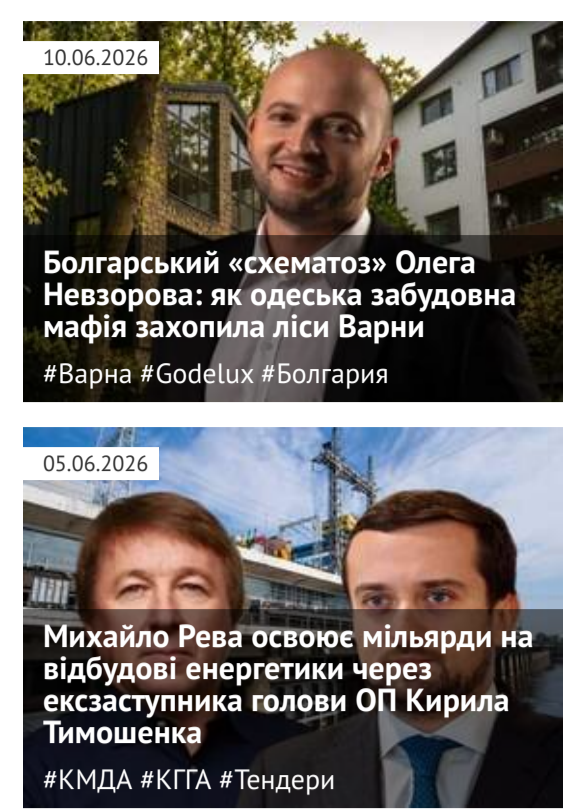 10.06.2026
Болгарський «схематоз» Олега
Невзорова: як одеська забудовна
мафія захопила ліси Варни
#Варна #Godelux #Болгария
05.06.2026
Михайло Рева освоює мільярди на
відбудові енергетики через
ексзаступника голови ОП Кирила
Тимошенка
#КМДА #КГГА #Тендери